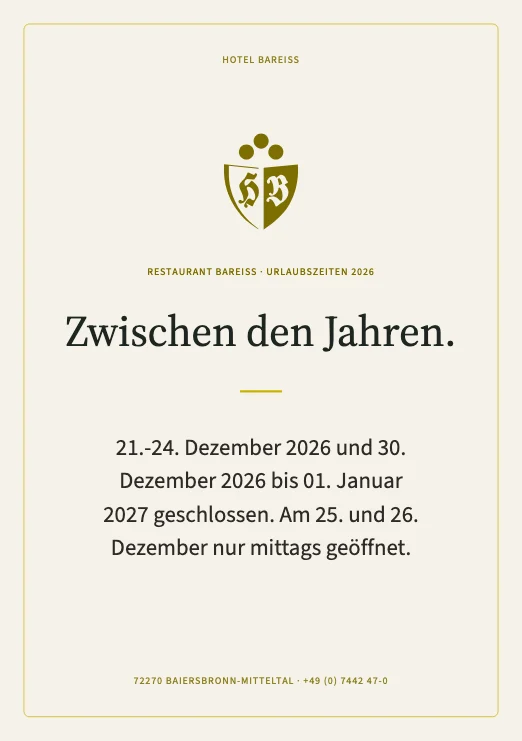 HOTEL BAREISS
HB
RESTAURANT BAREISS · URLAUBSZEITEN 2026
Zwischen den Jahren.
21.-24. Dezember 2026 und 30.
Dezember 2026 bis 01. Januar
2027 geschlossen. Am 25. und 26.
Dezember nur mittags geöffnet.
72270 BAIERSBRONN-MITTELTAL · +49 (0) 7442 47-0